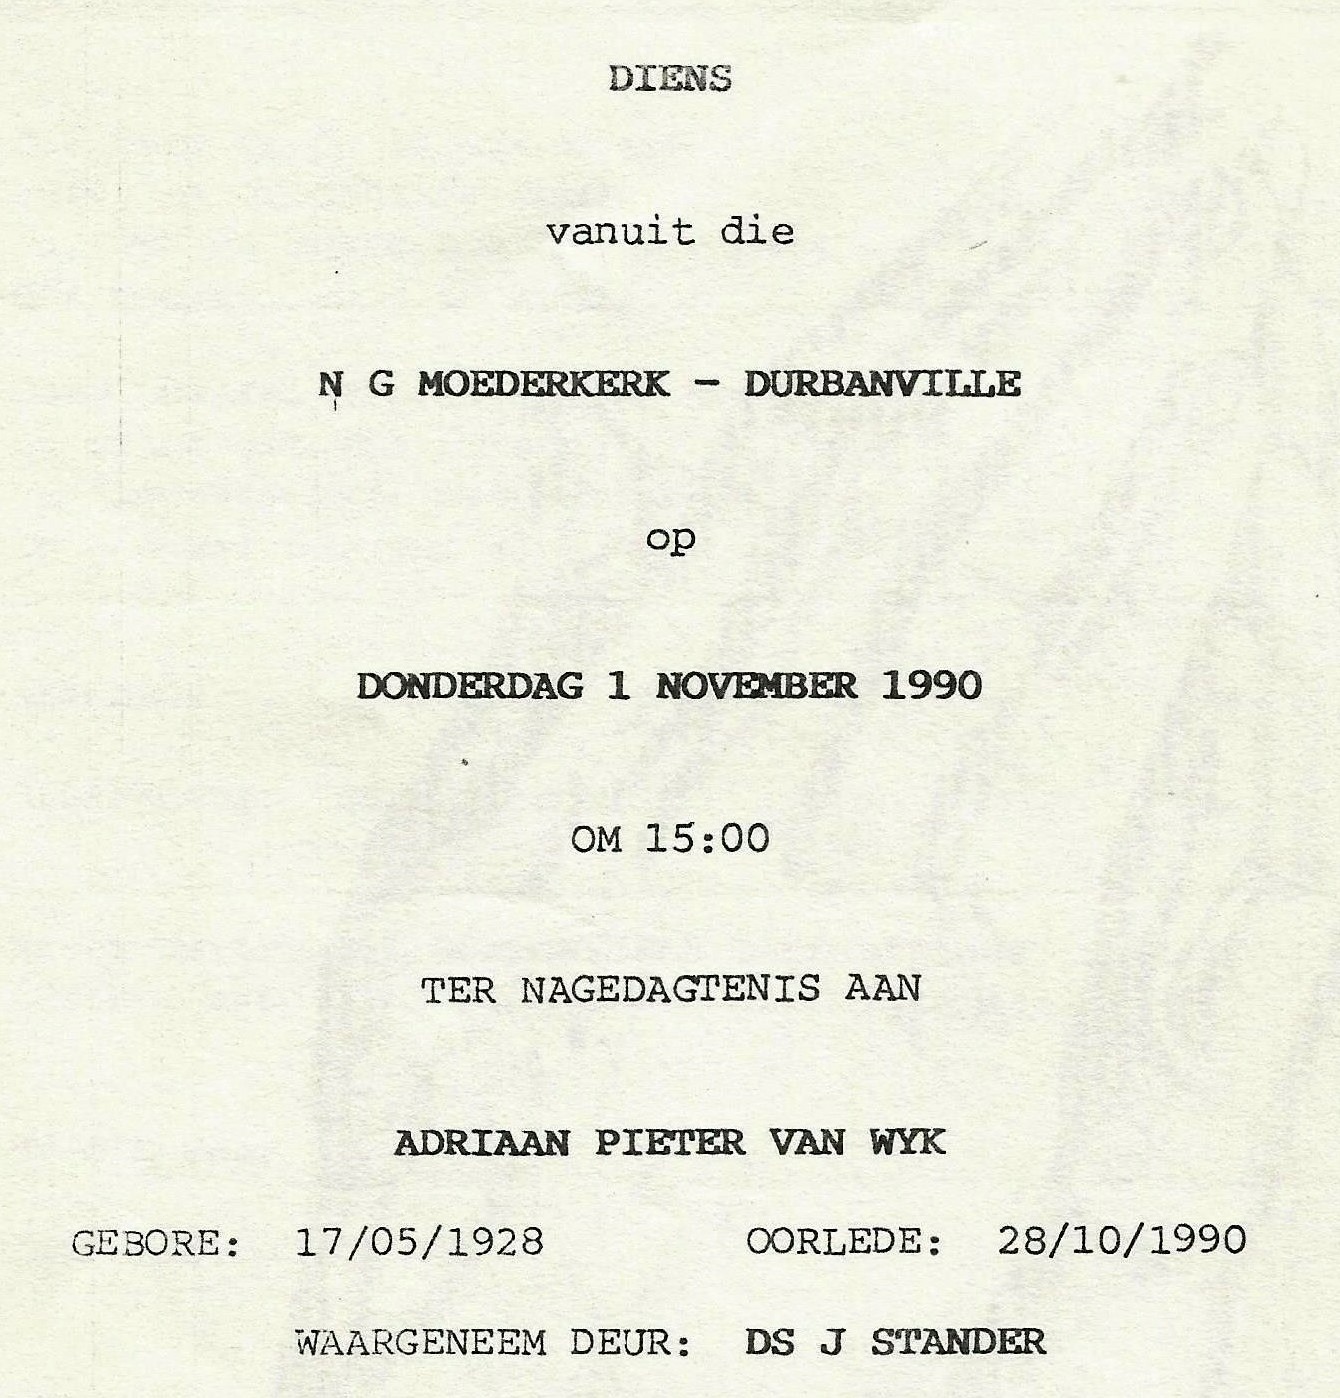 DIENS
vanuit die
N G MOEDERKERK - DURBANVILLE
op
DONDERDAG 1 NOVEMBER 1990
OM 15:00
TER NAGEDAGTENIS AAN
ADRIAAN PIETER VAN WYK
GEBORE: 17/05/1928 OORLEDE: 28/10/1990
WAARGENEEM DEUR: DS J STANDER